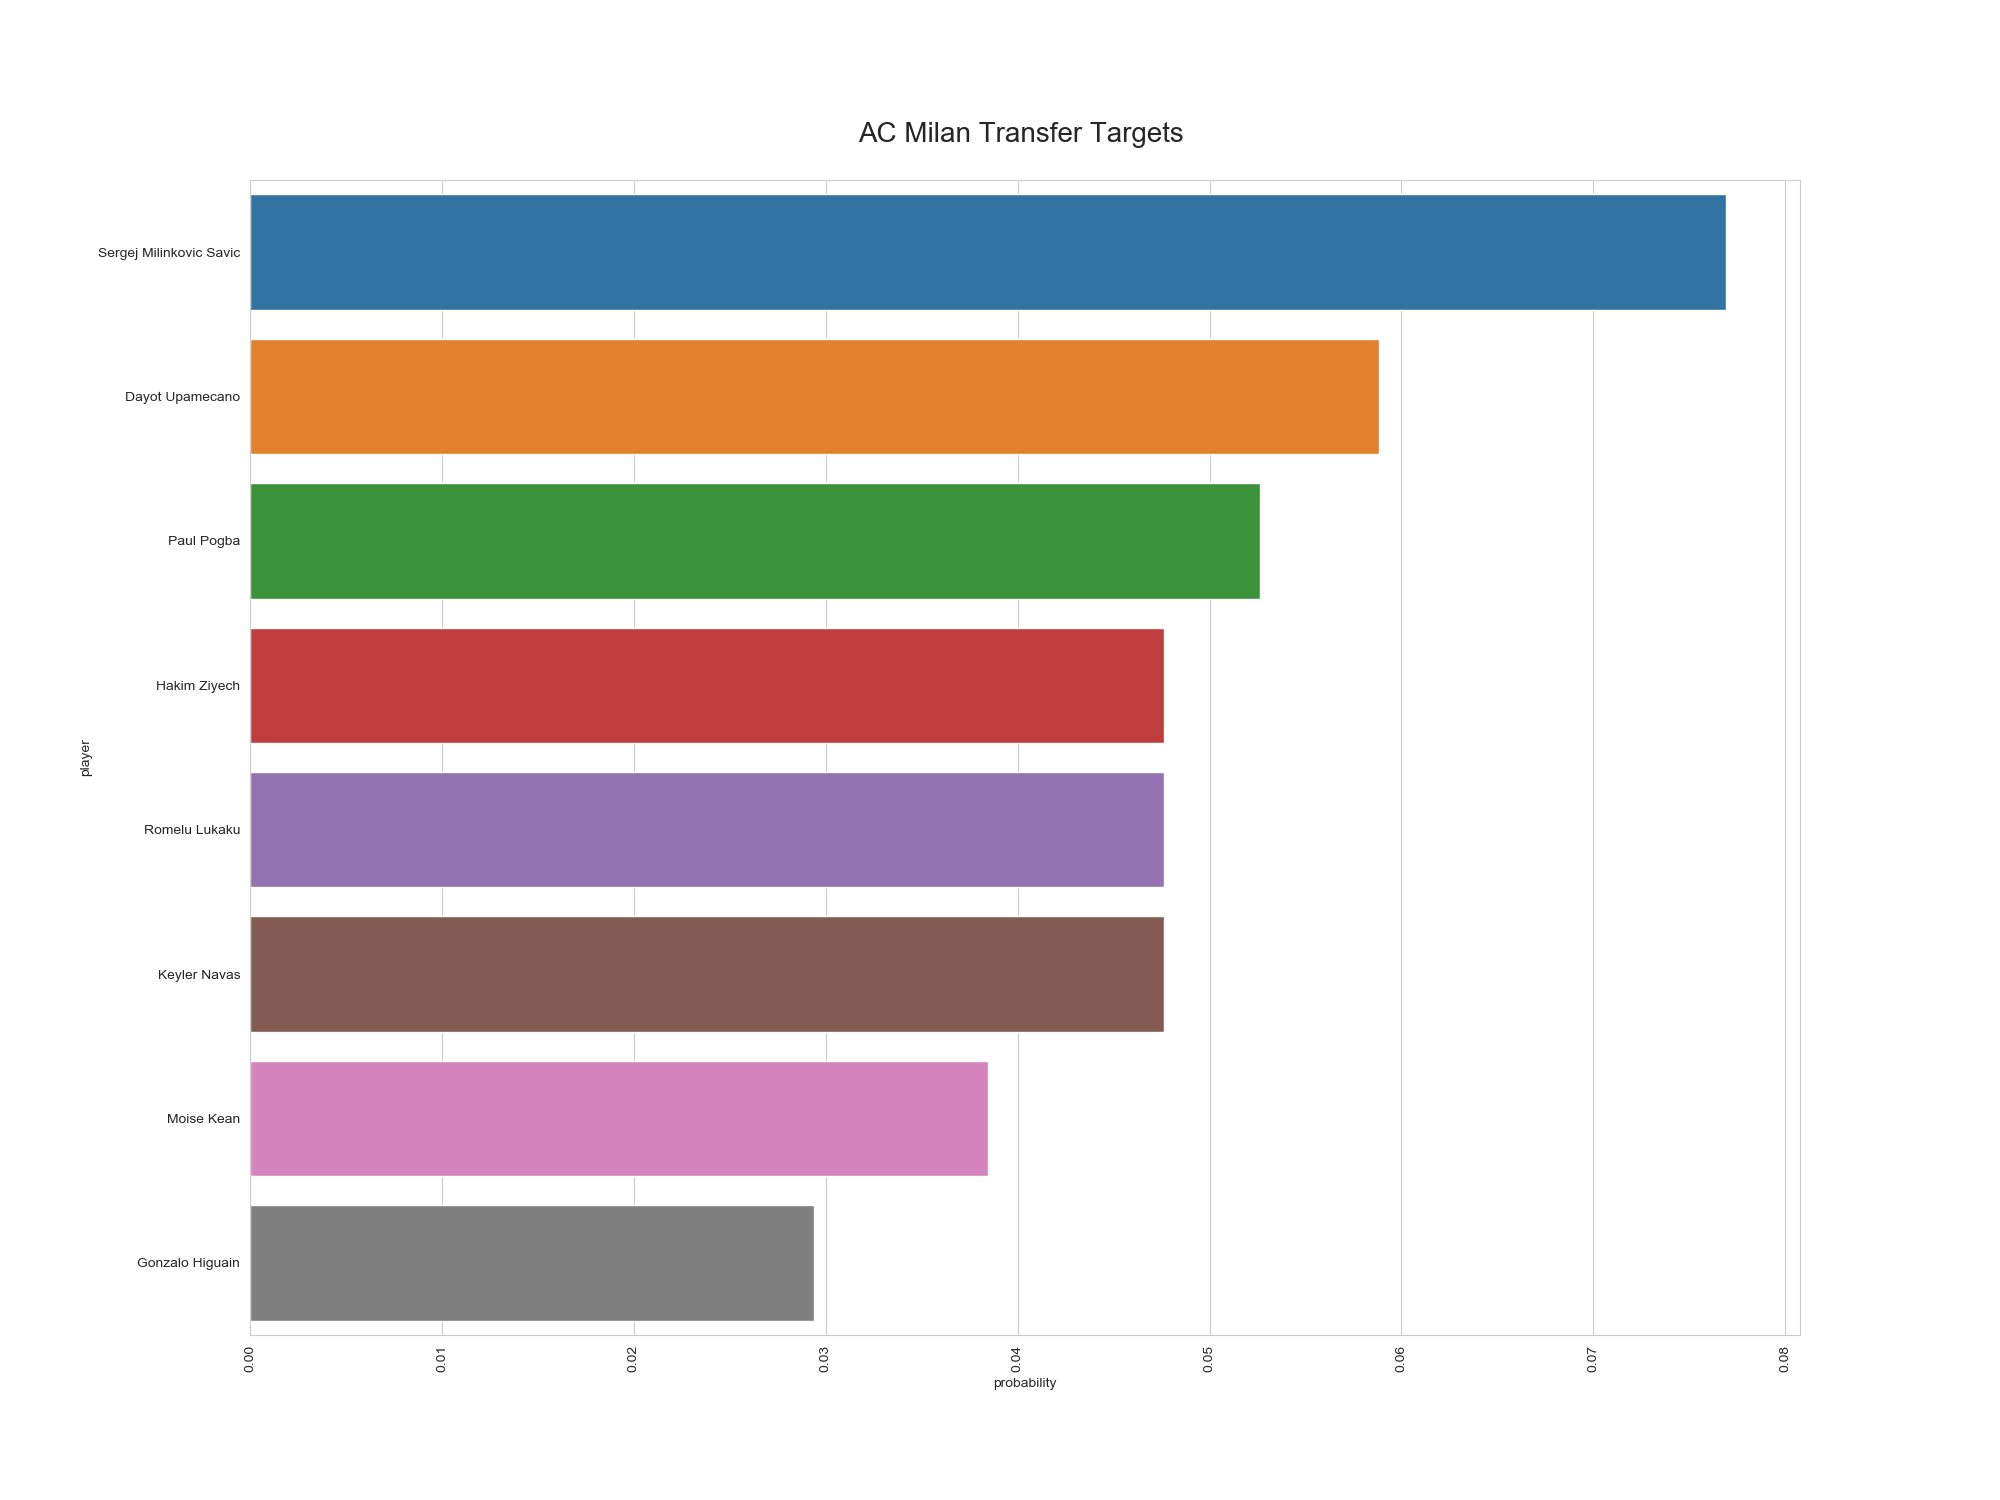 AC Milan Transfer Targets
Sergej Milinkovic Savic
Dayot Upamecano
Paul Pogba
Hakim Ziyech
Romelu Lukaku
Keyler Navas
Moise Kean
Gonzalo Higuain
player
0.00
0.01
0.02
0.03
0.04
0.05
0.06
0.07
0.08
probability